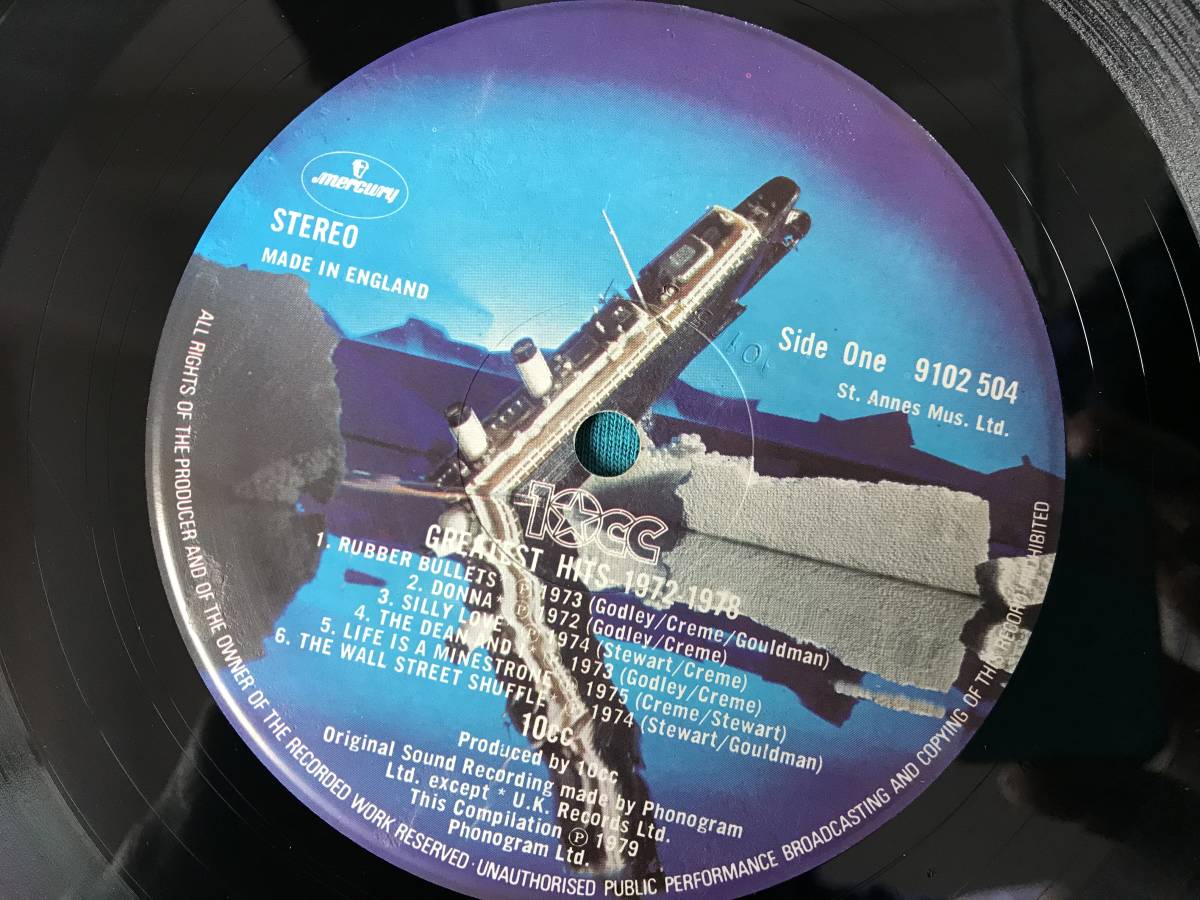 mercury
STEREO
MADE IN ENGLAND
Side One 9102 504
St. Annes Mus. Ltd.
10cc
GREATEST HITS 1972-1978
1. RUBBER BULLETS ℗ 1973 (Godley/Creme/Gouldman)
2. DONNA* ℗ 1972 (Godley/Creme)
3. SILLY LOVE ℗ 1974 (Stewart/Creme)
4. THE DEAN AND I ℗ 1973 (Godley/Creme)
5. LIFE IS A MINESTRONE ℗ 1975 (Creme/Stewart)
6. THE WALL STREET SHUFFLE ℗ 1974 (Stewart/Gouldman)
10cc
Produced by 10cc
Original Sound Recording made by Phonogram
Ltd. except * U.K. Records Ltd.
This Compilation ℗ 1979
Phonogram Ltd.
ALL RIGHTS OF THE PRODUCER AND OF THE OWNER OF THE RECORDED WORK RESERVED · UNAUTHORISED PUBLIC PERFORMANCE BROADCASTING AND COPYING OF THIS RECORD PROHIBITED